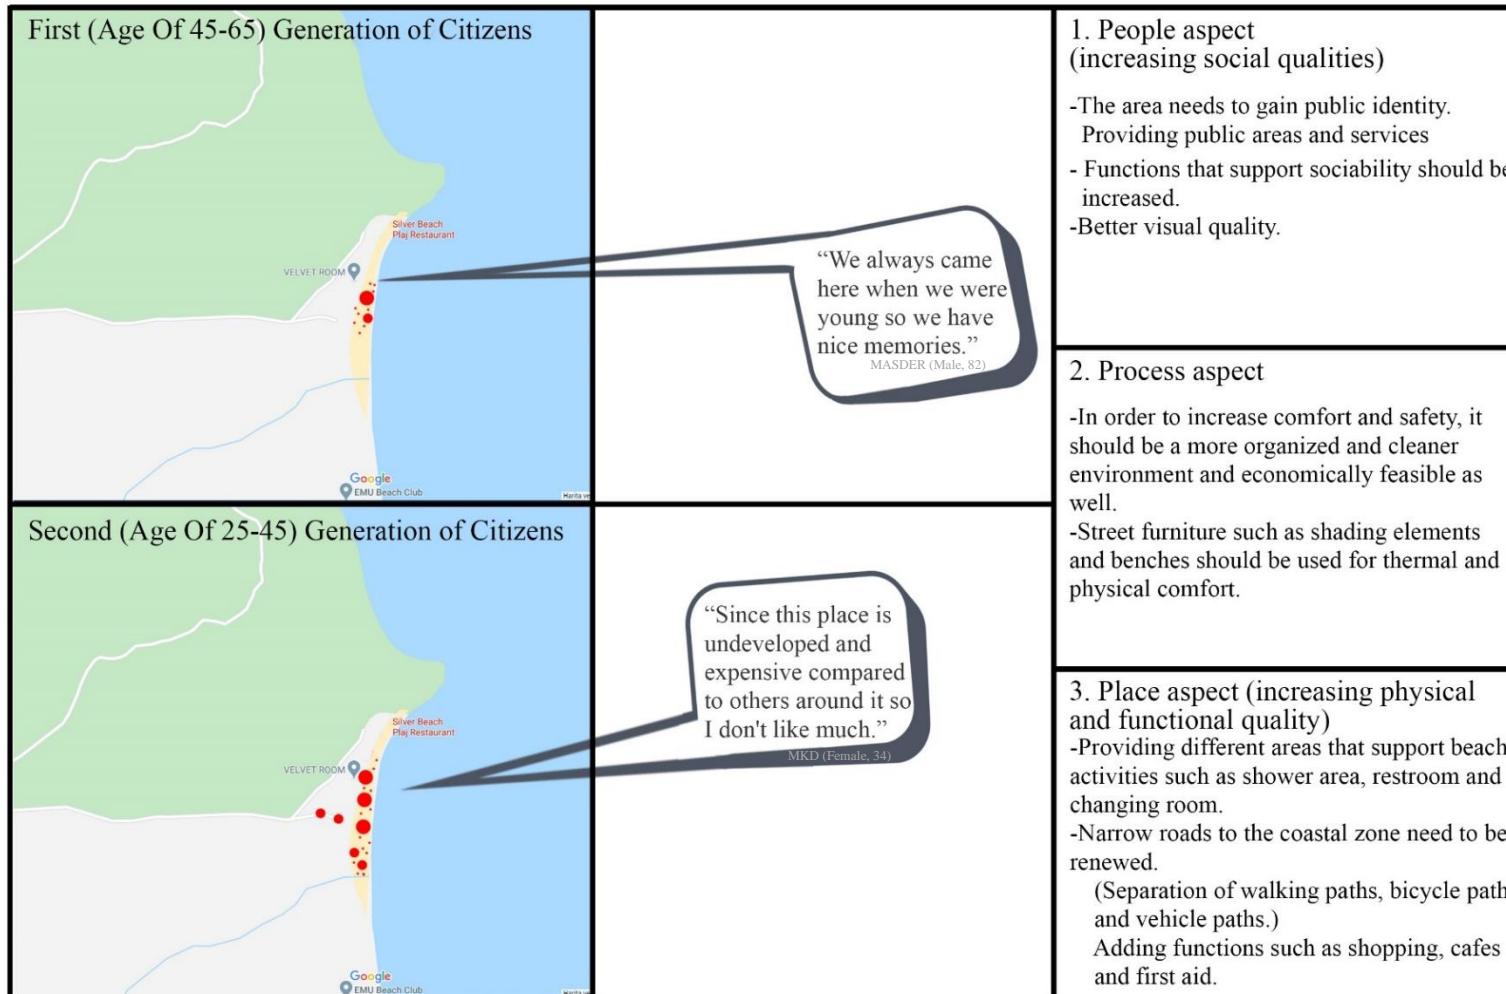 First (Age Of 45-65) Generation of Citizens
Silver Beach
Plaj Restaurant
VELVET ROOM
Google
EMU Beach Club
Harita ve
“We always came
here when we were
young so we have
nice memories.”
MASDER (Male, 82)
Second (Age Of 25-45) Generation of Citizens
Silver Beach
Plaj Restaurant
VELVET ROOM
Google
EMU Beach Club
Harita ve
“Since this place is
undeveloped and
expensive compared
to others around it so
I don't like much.”
MKD (Female, 34)
1. People aspect
(increasing social qualities)
-The area needs to gain public identity.
Providing public areas and services
- Functions that support sociability should be
increased.
-Better visual quality.
2. Process aspect
-In order to increase comfort and safety, it
should be a more organized and cleaner
environment and economically feasible as
well.
-Street furniture such as shading elements
and benches should be used for thermal and
physical comfort.
3. Place aspect (increasing physical
and functional quality)
-Providing different areas that support beach
activities such as shower area, restroom and
changing room.
-Narrow roads to the coastal zone need to be
renewed.
(Separation of walking paths, bicycle path
and vehicle paths.)
Adding functions such as shopping, cafes
and first aid.